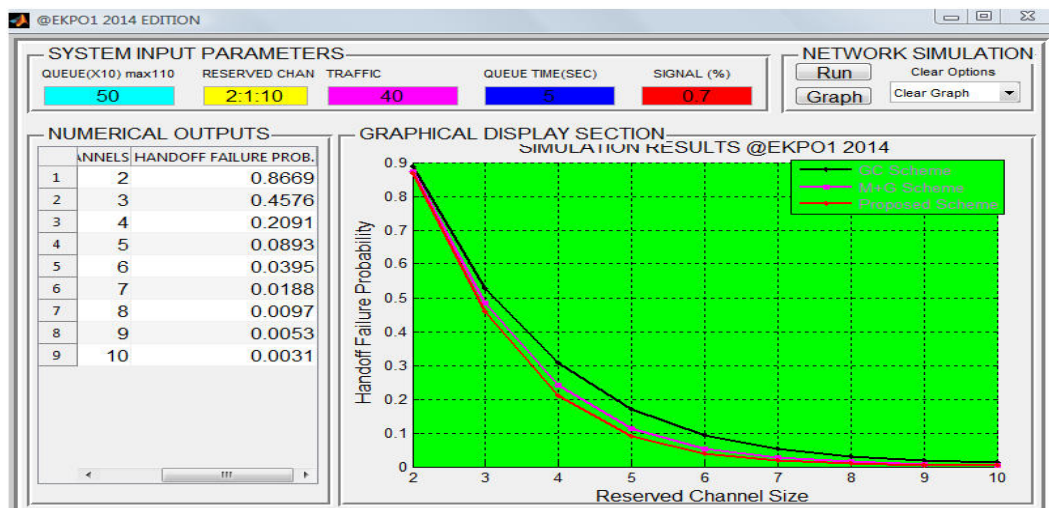 @EKPO1 2014 EDITION
SYSTEM INPUT PARAMETERS
QUEUE(X10) max110 RESERVED CHAN TRAFFIC QUEUE TIME(SEC) SIGNAL (%)
50 2:1:10 40 5 0.7
NETWORK SIMULATION
Run Clear Options
Graph Clear Graph
NUMERICAL OUTPUTS
ANNELS HANDOFF FAILURE PROB.
1 2 0.8669
2 3 0.4576
3 4 0.2091
4 5 0.0893
5 6 0.0395
6 7 0.0188
7 8 0.0097
8 9 0.0053
9 10 0.0031
GRAPHICAL DISPLAY SECTION
SIMULATION RESULTS @EKPO1 2014
GC Scheme
M+G Scheme
Proposed Scheme
Handoff Failure Probability
0.9
0.8
0.7
0.6
0.5
0.4
0.3
0.2
0.1
0
2 3 4 5 6 7 8 9 10
Reserved Channel Size